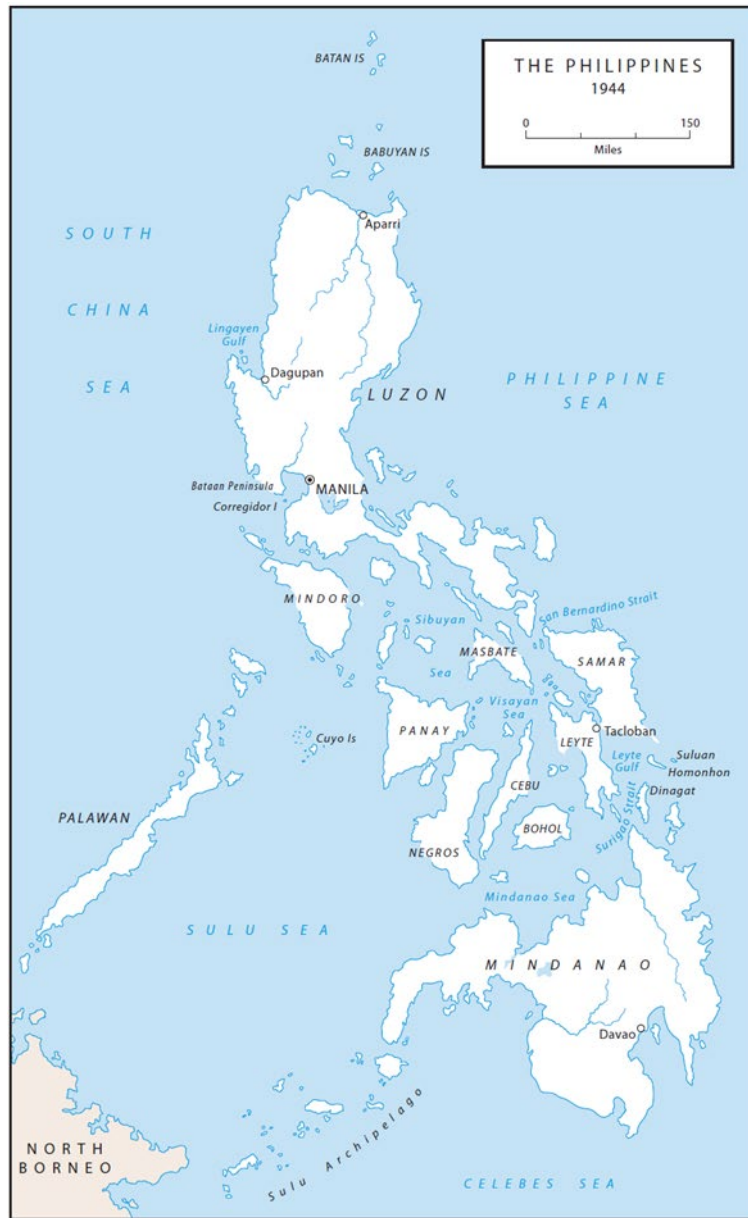 BATAN IS
THE PHILIPPINES
1944
0 150
Miles
BABUYAN IS
Aparri
SOUTH
CHINA
SEA
Lingayen
Gulf
Dagupan
LUZON
PHILIPPINE
SEA
Bataan Peninsula
MANILA
Corregidor I
MINDORO
Sibuyan
Sea
San Bernardino Strait
MASBATE
SAMAR
Visayan
Sea
PANAY
Cuyo Is
Tacloban
LEYTE
Leyte
Gulf
Suluan
Homonhon
Dinagat
CEBU
Surigao Strait
PALAWAN
BOHOL
NEGROS
Mindanao Sea
SULU SEA
MINDANAO
Davao
NORTH
BORNEO
Sulu Archipelago
CELEBES SEA